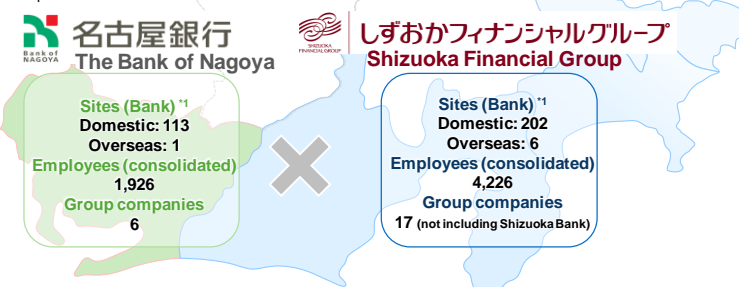 名古屋銀行
Bank of
NAGOYA
The Bank of Nagoya
しずおかフィナンシャルグループ
SHIZUOKA
FINANCIAL GROUP
Shizuoka Financial Group
Sites (Bank) *1
Domestic: 113
Overseas: 1
Employees (consolidated)
1,926
Group companies
6
Sites (Bank) *1
Domestic: 202
Overseas: 6
Employees (consolidated)
4,226
Group companies
17 (not including Shizuoka Bank)